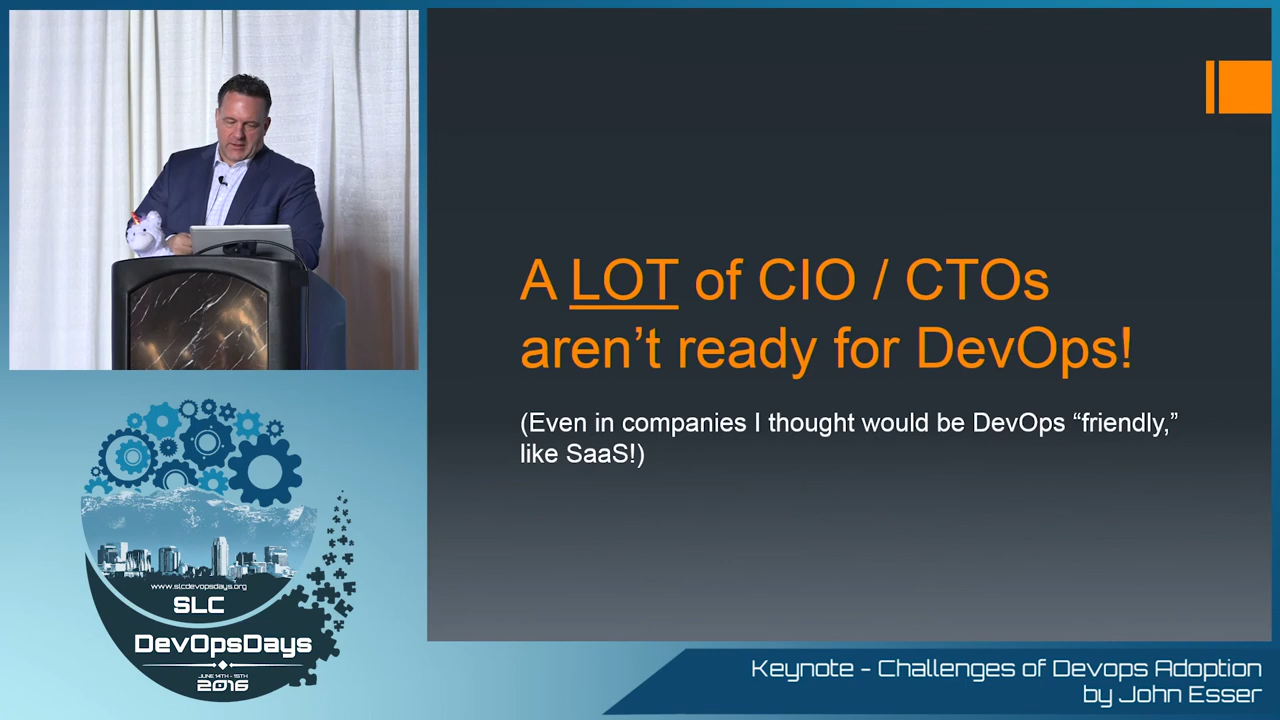 A LOT of CIO / CTOs
aren’t ready for DevOps!
(Even in companies I thought would be DevOps “friendly,”
like SaaS!)
www.slcdevopsdays.org
SLC
DevOpsDays
JUNE 14TH - 15TH
2016
Keynote - Challenges of Devops Adoption
by John Esser